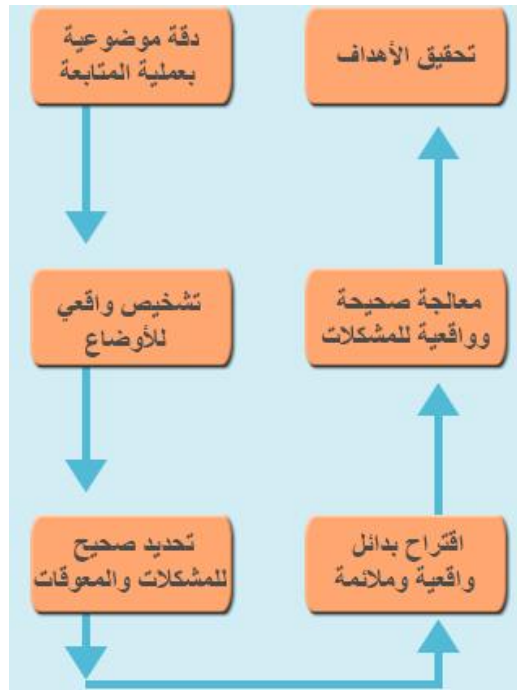 دقة موضوعية
بعملية المتابعة
تشخيص واقعي
للأوضاع
تحديد صحيح
للمشكلات والمعوقات
اقتراح بدائل
واقعية وملائمة
معالجة صحيحة
وواقعية للمشكلات
تحقيق الأهداف